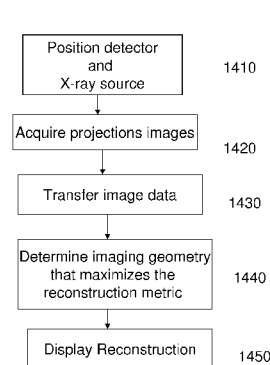 Position detector
and
X-ray source
1410
Acquire projections images
1420
Transfer image data
1430
Determine imaging geometry
that maximizes the
reconstruction metric
1440
Display Reconstruction
1450